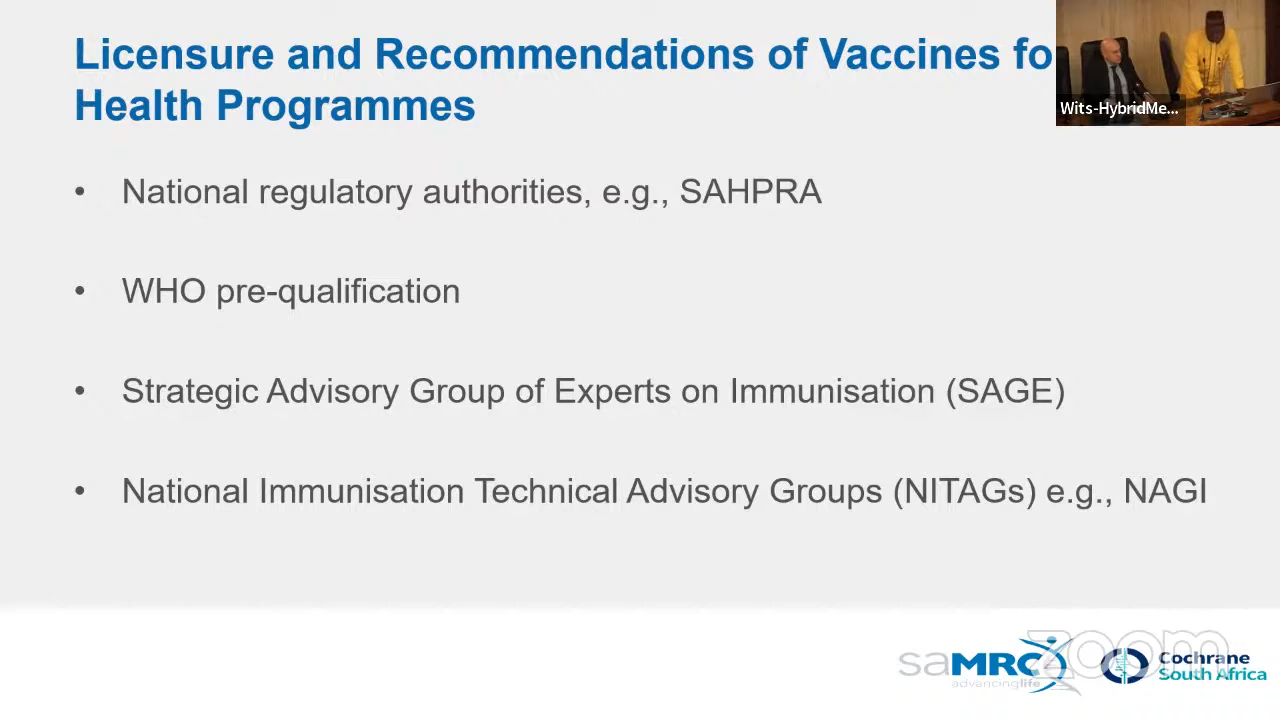 Licensure and Recommendations of Vaccines fo
Health Programmes
Wits-HybridMe...
• National regulatory authorities, e.g., SAHPRA
• WHO pre-qualification
• Strategic Advisory Group of Experts on Immunisation (SAGE)
• National Immunisation Technical Advisory Groups (NITAGs) e.g., NAGI
saMRC
advancinglife
zoom
Cochrane
South Africa